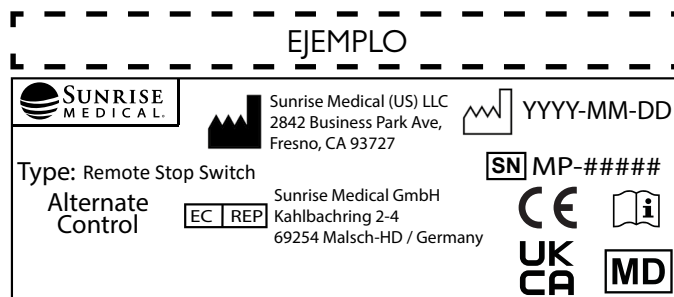 EJEMPLO
SUNRISE
MEDICAL.
Sunrise Medical (US) LLC
2842 Business Park Ave,
Fresno, CA 93727
YYYY-MM-DD
Type: Remote Stop Switch
Alternate
Control
SN MP-#####
EC REP
Sunrise Medical GmbH
Kahlbachring 2-4
69254 Malsch-HD / Germany
CE
i
UK
CA
MD